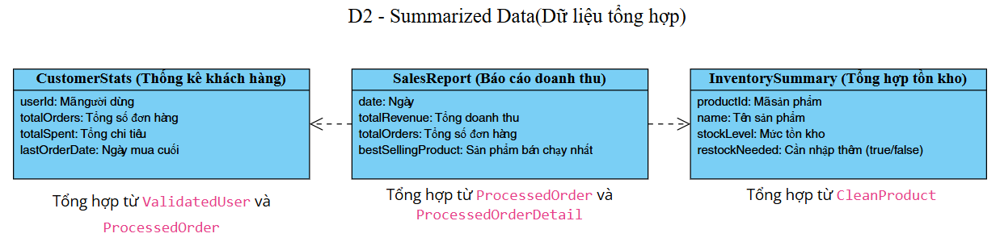 D2 - Summarized Data(Dữ liệu tổng hợp)
CustomerStats (Thống kê khách hàng)
userId: Mã người dùng
totalOrders: Tổng số đơn hàng
totalSpent: Tổng chi tiêu
lastOrderDate: Ngày mua cuối
Tổng hợp từ ValidatedUser và
ProcessedOrder
SalesReport (Báo cáo doanh thu)
date: Ngày
totalRevenue: Tổng doanh thu
totalOrders: Tổng số đơn hàng
bestSellingProduct: Sản phẩm bán chạy nhất
Tổng hợp từ ProcessedOrder và
ProcessedOrderDetail
InventorySummary (Tổng hợp tồn kho)
productId: Mã sản phẩm
name: Tên sản phẩm
stockLevel: Mức tồn kho
restockNeeded: Cần nhập thêm (true/false)
Tổng hợp từ CleanProduct